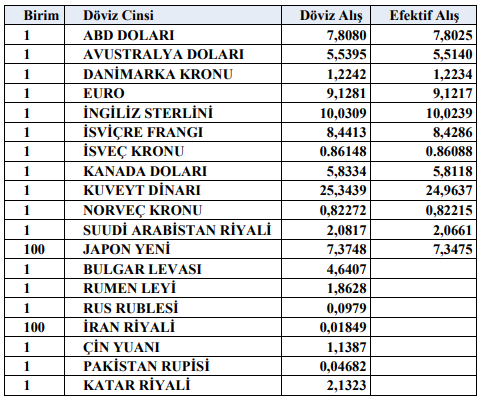 Birim Döviz Cinsi Döviz Alış Efektif Alış
1 ABD DOLARI 7,8080 7,8025
1 AVUSTRALYA DOLARI 5,5395 5,5140
1 DANİMARKA KRONU 1,2242 1,2234
1 EURO 9,1281 9,1217
1 İNGİLİZ STERLİNİ 10,0309 10,0239
1 İSVİÇRE FRANGI 8,4413 8,4286
1 İSVEÇ KRONU 0.86148 0.86088
1 KANADA DOLARI 5,8334 5,8118
1 KUVEYT DİNARI 25,3439 24,9637
1 NORVEÇ KRONU 0,82272 0,82215
1 SUUDİ ARABİSTAN RİYALİ 2,0817 2,0661
100 JAPON YENİ 7,3748 7,3475
1 BULGAR LEVASI 4,6407
1 RUMEN LEYİ 1,8628
1 RUS RUBLESİ 0,0979
100 İRAN RİYALİ 0,01849
1 ÇİN YUANI 1,1387
1 PAKİSTAN RUPİSİ 0,04682
1 KATAR RİYALİ 2,1323